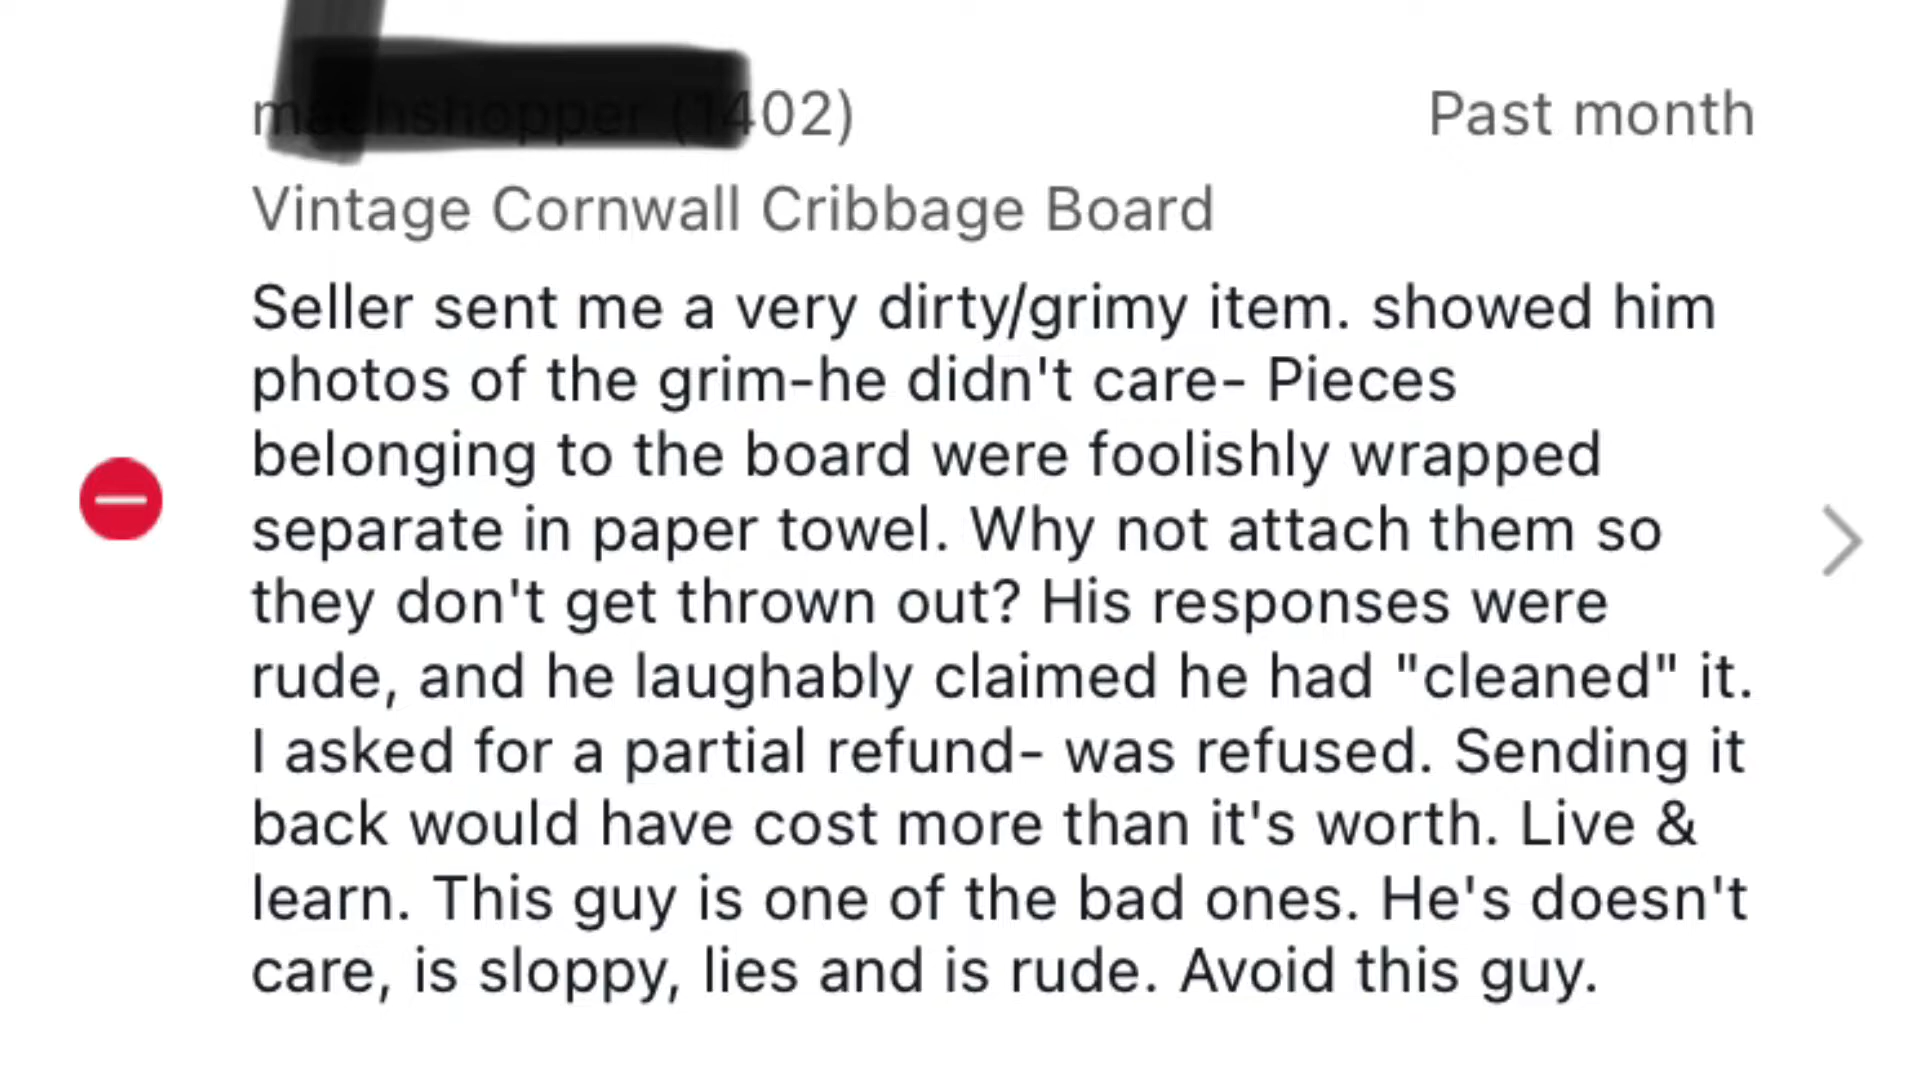 (1402)
Past month
Vintage Cornwall Cribbage Board
Seller sent me a very dirty/grimy item. showed him
photos of the grim-he didn't care- Pieces
belonging to the board were foolishly wrapped
separate in paper towel. Why not attach them so
they don't get thrown out? His responses were
rude, and he laughably claimed he had "cleaned" it.
I asked for a partial refund- was refused. Sending it
back would have cost more than it's worth. Live &
learn. This guy is one of the bad ones. He's doesn't
care, is sloppy, lies and is rude. Avoid this guy.